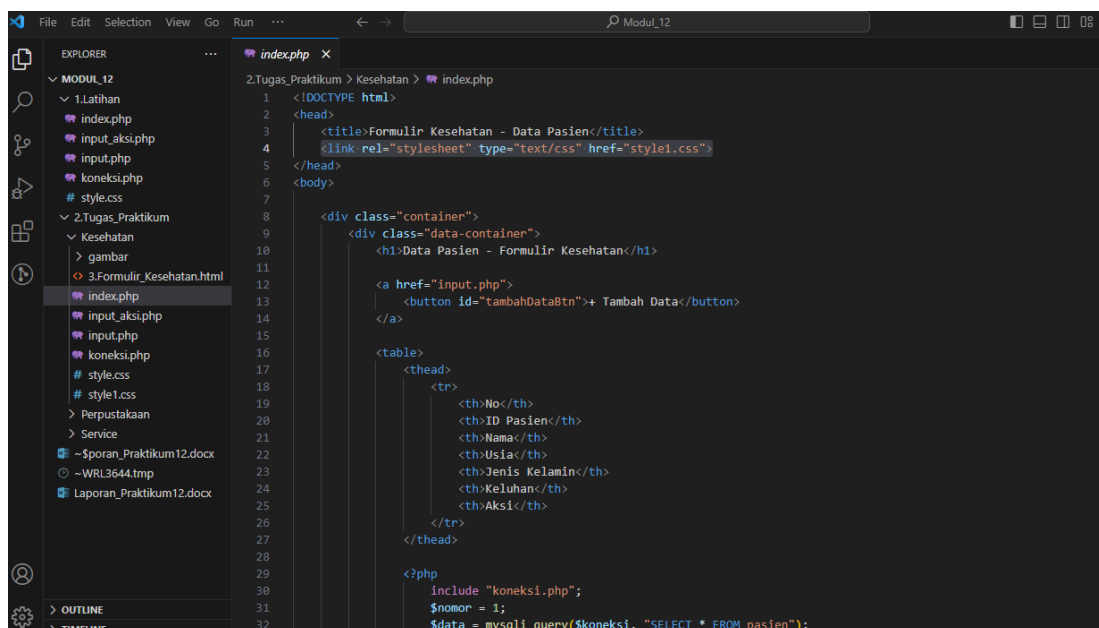 File Edit Selection View Go Run ···
Modul_12
EXPLORER ···
MODUL_12
1.Latihan
index.php
input_aksi.php
input.php
koneksi.php
# style.css
2.Tugas_Praktikum
Kesehatan
gambar
<> 3.Formulir_Kesehatan.html
index.php
input_aksi.php
input.php
koneksi.php
# style.css
# style1.css
Perpustakaan
Service
~$poran_Praktikum12.docx
~WRL3644.tmp
Laporan_Praktikum12.docx
OUTLINE
TIMELINE
index.php ×
2.Tugas_Praktikum > Kesehatan > index.php
1 <!DOCTYPE html>
2 <head>
3 <title>Formulir Kesehatan - Data Pasien</title>
4 <link rel="stylesheet" type="text/css" href="style1.css">
5 </head>
6 <body>
7
8 <div class="container">
9 <div class="data-container">
10 <h1>Data Pasien - Formulir Kesehatan</h1>
11
12 <a href="input.php">
13 <button id="tambahDataBtn">+ Tambah Data</button>
14 </a>
15
16 <table>
17 <thead>
18 <tr>
19 <th>No</th>
20 <th>ID Pasien</th>
21 <th>Nama</th>
22 <th>Usia</th>
23 <th>Jenis Kelamin</th>
24 <th>Keluhan</th>
25 <th>Aksi</th>
26 </tr>
27 </thead>
28
29 <?php
30 include "koneksi.php";
31 $nomor = 1;
32 $data = mysqli_query($koneksi, "SELECT * FROM pasien");